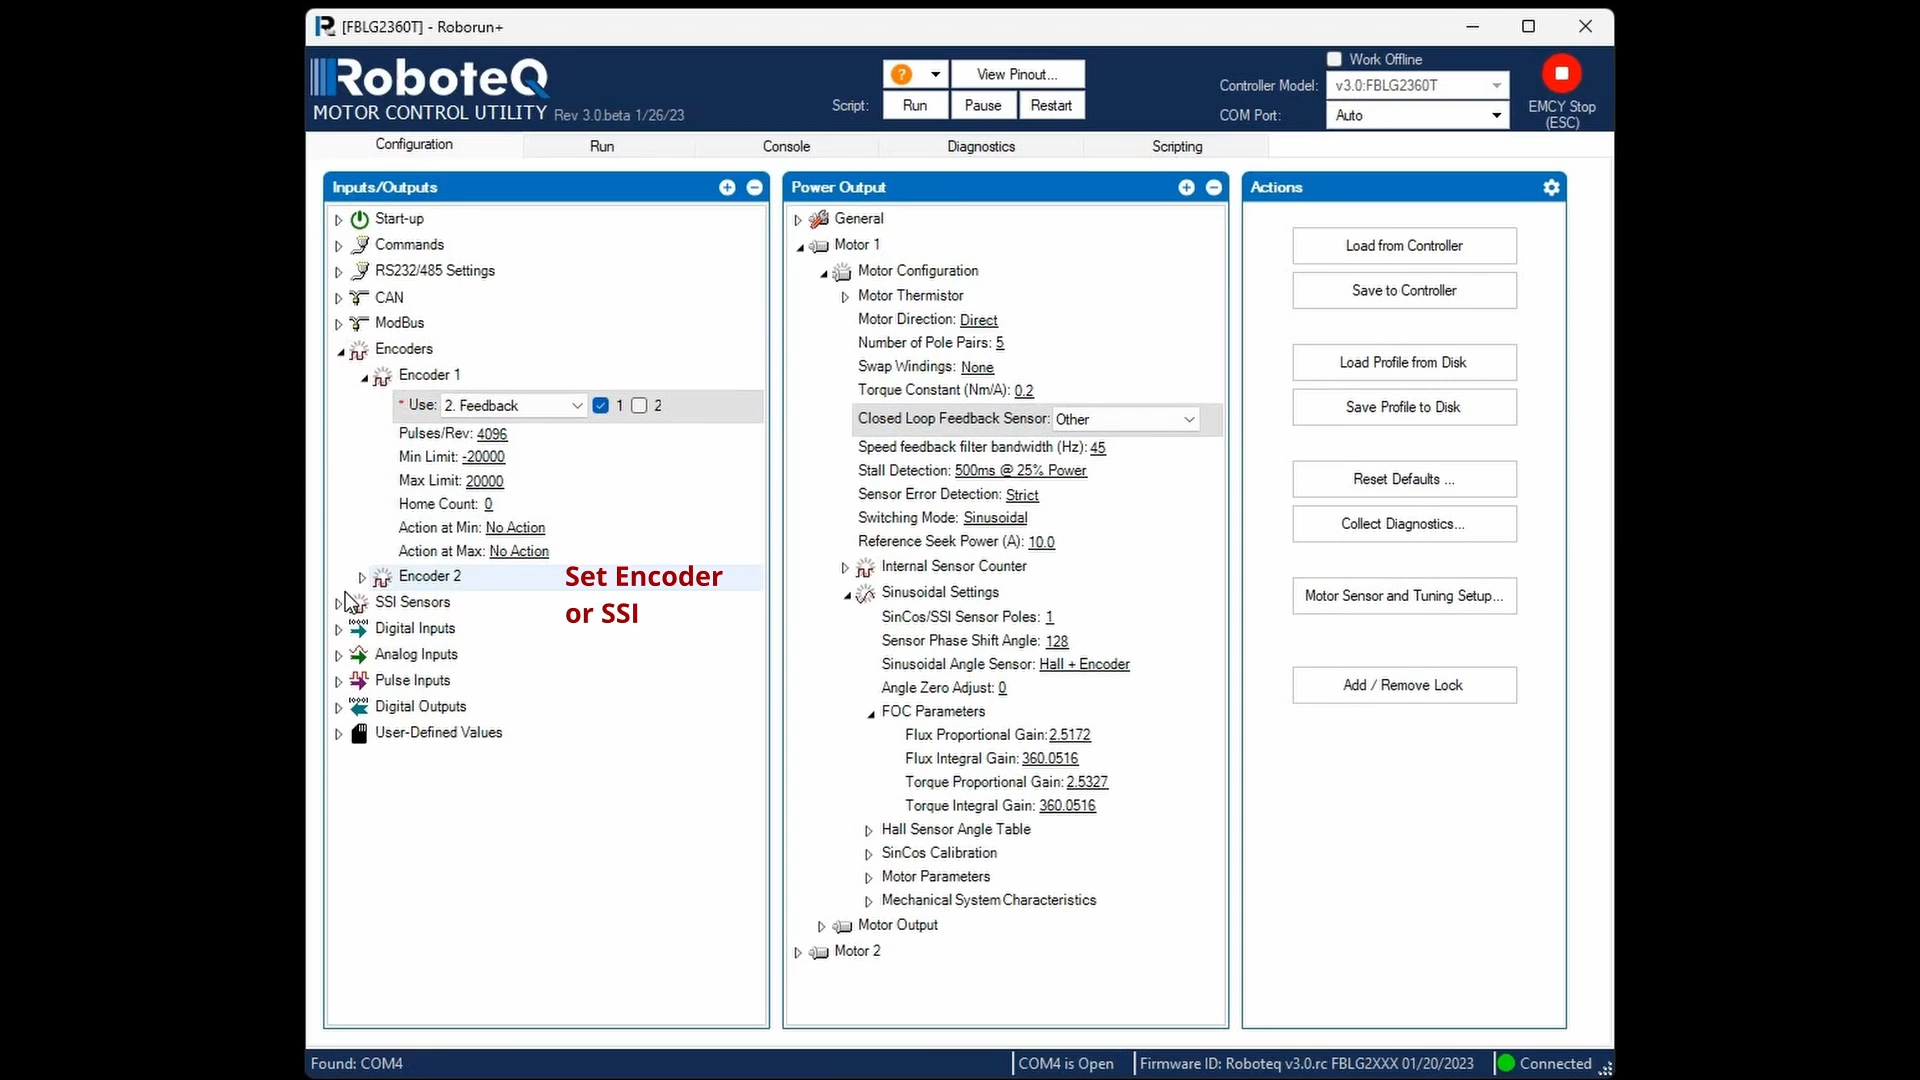 [FBLG2360T] - Roborun+
RoboteQ
MOTOR CONTROL UTILITY Rev 3.0.beta 1/26/23
?
View Pinout...
Script:
Run
Pause
Restart
Work Offline
Controller Model: v3.0:FBLG2360T
COM Port: Auto
EMCY Stop
(ESC)
Configuration
Run
Console
Diagnostics
Scripting
Inputs/Outputs
Start-up
Commands
RS232/485 Settings
CAN
ModBus
Encoders
Encoder 1
* Use: 2. Feedback 1 2
Pulses/Rev: 4096
Min Limit: -20000
Max Limit: 20000
Home Count: 0
Action at Min: No Action
Action at Max: No Action
Encoder 2
SSI Sensors
Digital Inputs
Analog Inputs
Pulse Inputs
Digital Outputs
User-Defined Values
Set Encoder
or SSI
Power Output
General
Motor 1
Motor Configuration
Motor Thermistor
Motor Direction: Direct
Number of Pole Pairs: 5
Swap Windings: None
Torque Constant (Nm/A): 0.2
Closed Loop Feedback Sensor: Other
Speed feedback filter bandwidth (Hz): 45
Stall Detection: 500ms @ 25% Power
Sensor Error Detection: Strict
Switching Mode: Sinusoidal
Reference Seek Power (A): 10.0
Internal Sensor Counter
Sinusoidal Settings
SinCos/SSI Sensor Poles: 1
Sensor Phase Shift Angle: 128
Sinusoidal Angle Sensor: Hall + Encoder
Angle Zero Adjust: 0
FOC Parameters
Flux Proportional Gain: 2.5172
Flux Integral Gain: 360.0516
Torque Proportional Gain: 2.5327
Torque Integral Gain: 360.0516
Hall Sensor Angle Table
SinCos Calibration
Motor Parameters
Mechanical System Characteristics
Motor Output
Motor 2
Actions
Load from Controller
Save to Controller
Load Profile from Disk
Save Profile to Disk
Reset Defaults ...
Collect Diagnostics...
Motor Sensor and Tuning Setup...
Add / Remove Lock
Found: COM4
COM4 is Open
Firmware ID: Roboteq v3.0.rc FBLG2XXX 01/20/2023
Connected